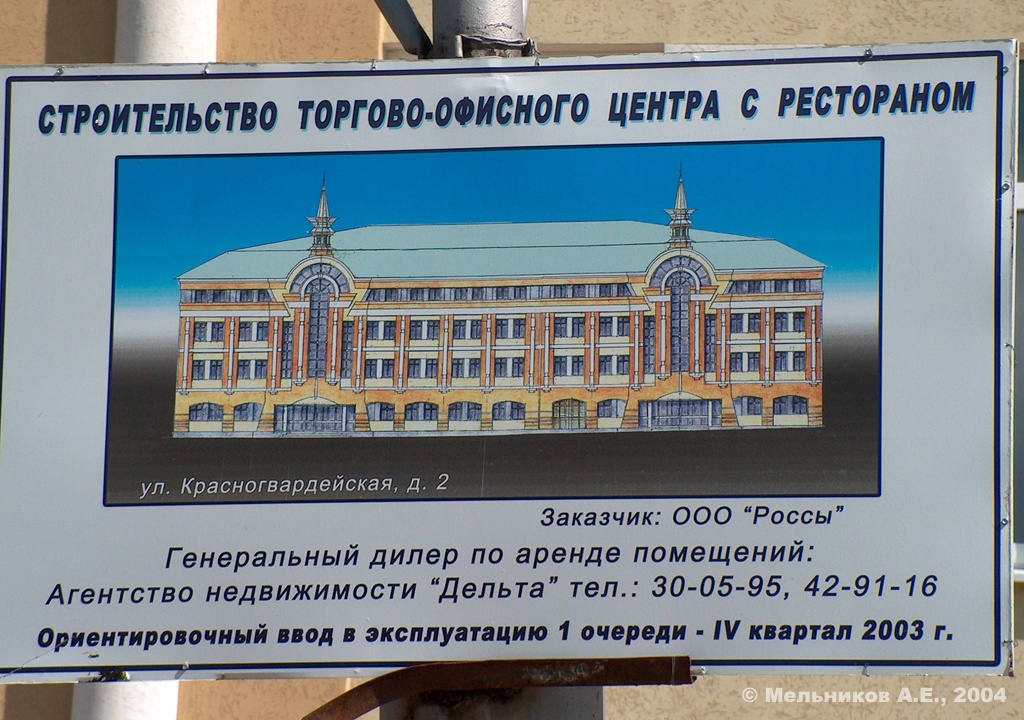 СТРОИТЕЛЬСТВО ТОРГОВО-ОФИСНОГО ЦЕНТРА С РЕСТОРАНОМ
ул. Красногвардейская, д. 2
Заказчик: ООО “Россы”
Генеральный дилер по аренде помещений:
Агентство недвижимости “Дельта” тел.: 30-05-95, 42-91-16
Ориентировочный ввод в эксплуатацию 1 очереди - IV квартал 2003 г.
© Мельников А.Е., 2004